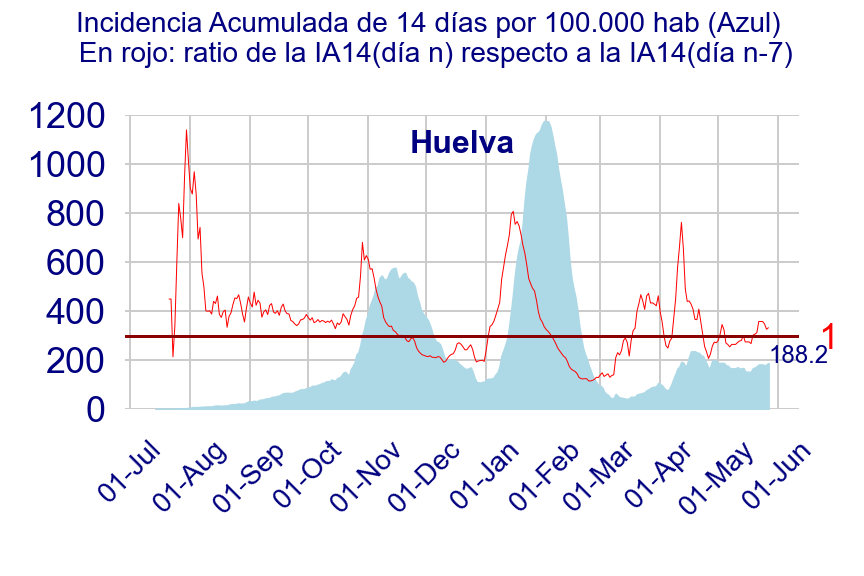 Incidencia Acumulada de 14 días por 100.000 hab (Azul)
En rojo: ratio de la IA14(día n) respecto a la IA14(día n-7)
Huelva
1200
1000
800
600
400
200
0
1
188.2
01-Jul
01-Aug
01-Sep
01-Oct
01-Nov
01-Dec
01-Jan
01-Feb
01-Mar
01-Apr
01-May
01-Jun